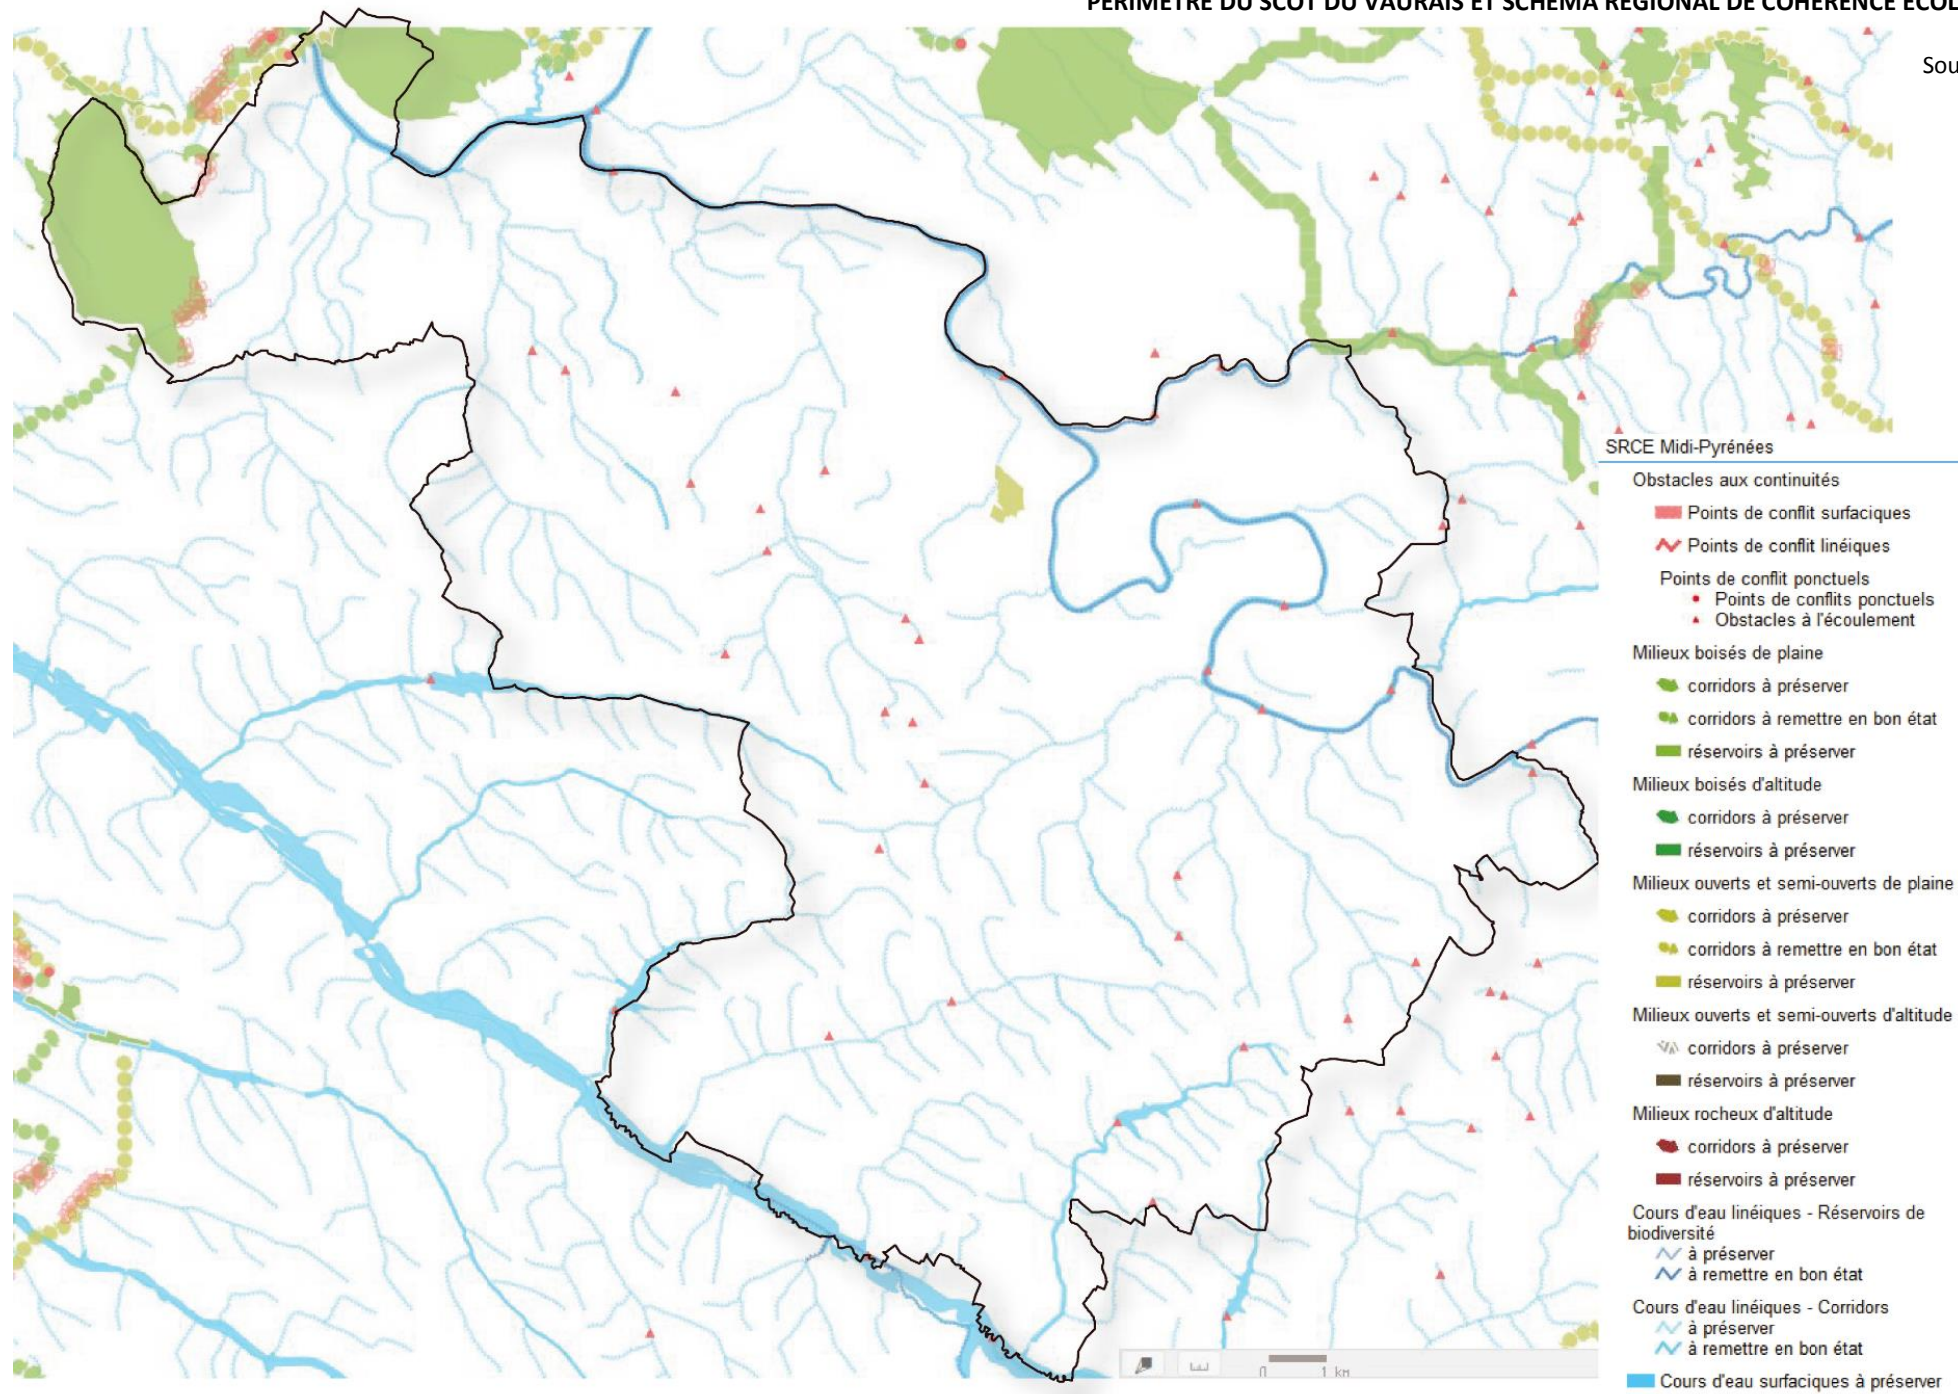 PERIMETRE DU SCOT DU VAURAIS ET SCHEMA REGIONAL DE COHERENCE
Sou
SRCE Midi-Pyrénées
Obstacles aux continuités
Points de conflit surfaciques
Points de conflit linéiques
Points de conflit ponctuels
Points de conflits ponctuels
Obstacles à l'écoulement
Milieux boisés de plaine
corridors à préserver
corridors à remettre en bon état
réservoirs à préserver
Milieux boisés d'altitude
corridors à préserver
réservoirs à préserver
Milieux ouverts et semi-ouverts de plaine
corridors à préserver
corridors à remettre en bon état
réservoirs à préserver
Milieux ouverts et semi-ouverts d'altitude
corridors à préserver
réservoirs à préserver
Milieux rocheux d'altitude
corridors à préserver
réservoirs à préserver
Cours d'eau linéiques - Réservoirs de
biodiversité
à préserver
à remettre en bon état
Cours d'eau linéiques - Corridors
à préserver
à remettre en bon état
Cours d'eau surfaciques à préserver
0 1 km